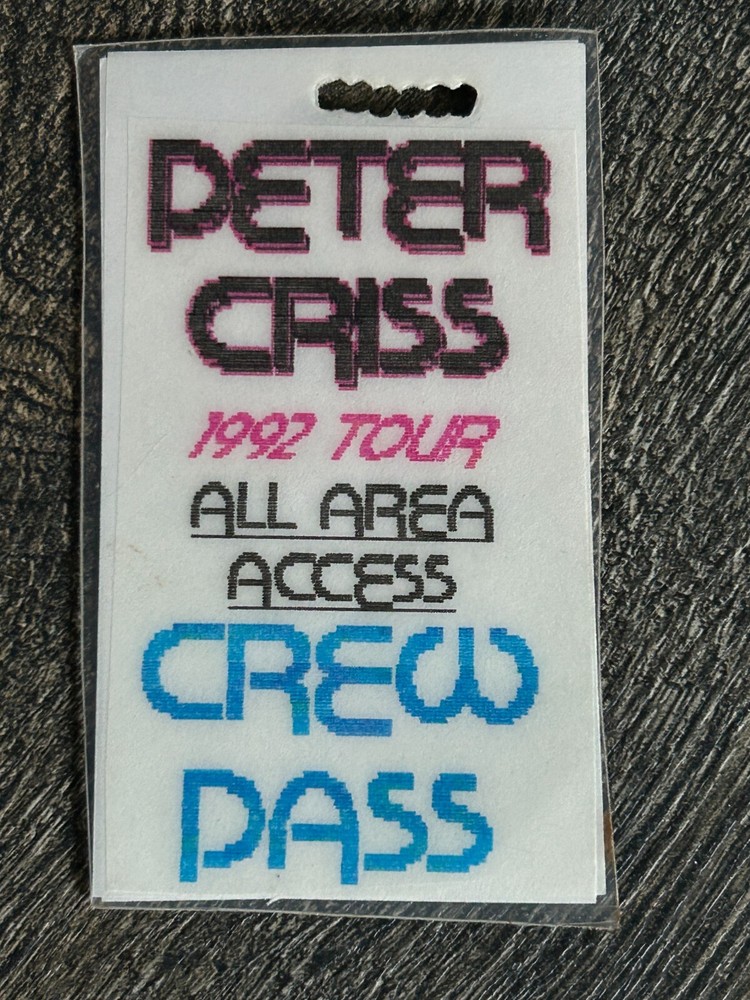 PETER
CRISS
1992 TOUR
ALL AREA
ACCESS
CREW
PASS